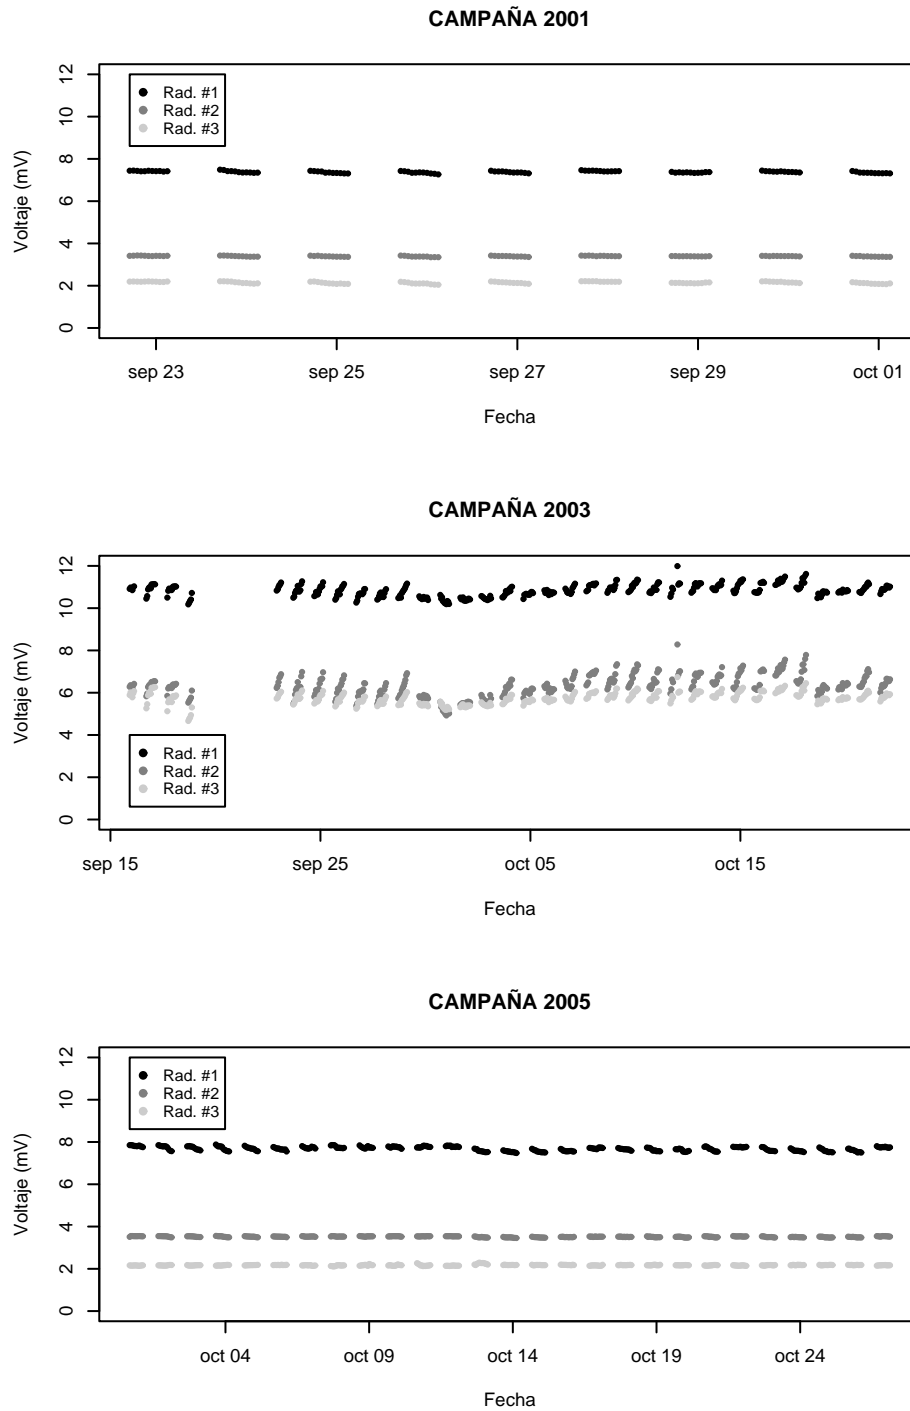 CAMPAÑA 2001
12
10
8
6
4
2
0
Voltaje (mV)
Rad. #1
Rad. #2
Rad. #3
sep 23 sep 25 sep 27 sep 29 oct 01
Fecha
CAMPAÑA 2003
12
10
8
6
4
2
0
Voltaje (mV)
Rad. #1
Rad. #2
Rad. #3
sep 15 sep 25 oct 05 oct 15
Fecha
CAMPAÑA 2005
12
10
8
6
4
2
0
Voltaje (mV)
Rad. #1
Rad. #2
Rad. #3
oct 04 oct 09 oct 14 oct 19 oct 24
Fecha